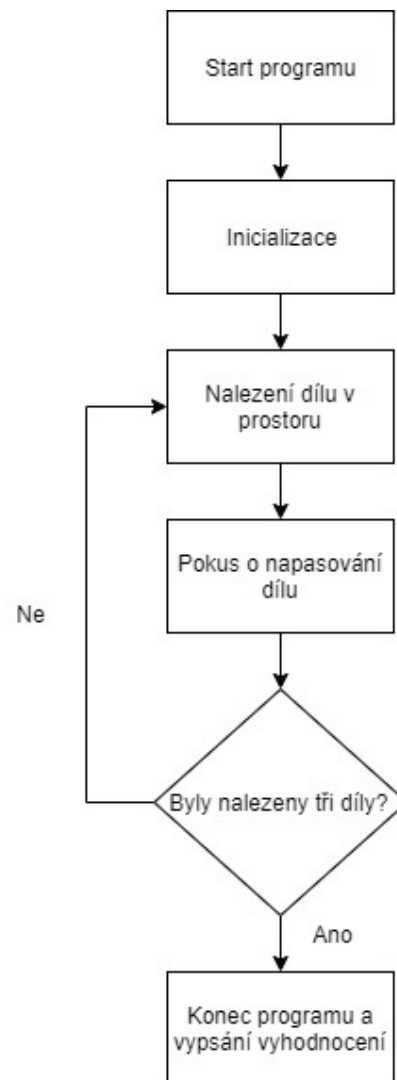 Start programu
Inicializace
Nalezení dílu v
prostoru
Pokus o napasování
dílu
Ne
Byly nalezeny tři díly?
Ano
Konec programu a
vypsání vyhodnocení